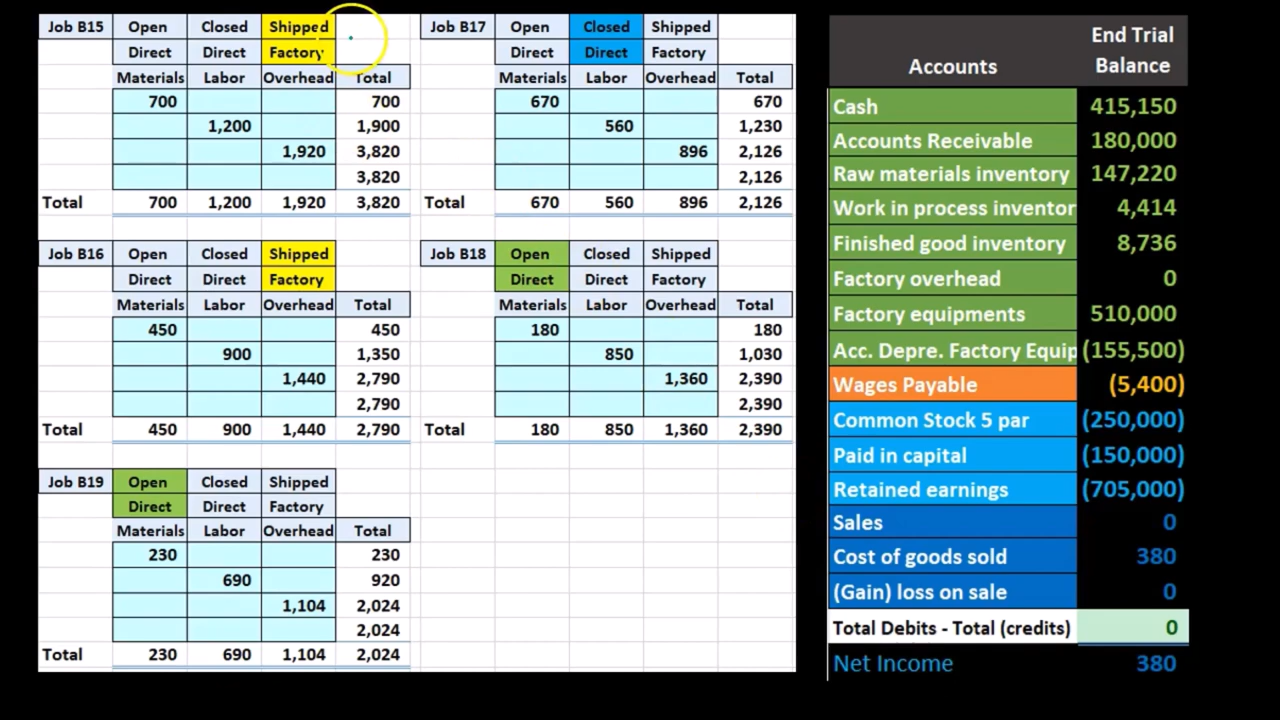 Job B15 Open Closed Shipped
Direct Direct Factory
Materials Labor Overhead Total
700 700
1,200 1,900
1,920 3,820
3,820
Total 700 1,200 1,920 3,820
Job B17 Open Closed Shipped
Direct Direct Factory
Materials Labor Overhead Total
670 670
560 1,230
896 2,126
2,126
Total 670 560 896 2,126
Job B16 Open Closed Shipped
Direct Direct Factory
Materials Labor Overhead Total
450 450
900 1,350
1,440 2,790
2,790
Total 450 900 1,440 2,790
Job B18 Open Closed Shipped
Direct Direct Factory
Materials Labor Overhead Total
180 180
850 1,030
1,360 2,390
2,390
Total 180 850 1,360 2,390
Job B19 Open Closed Shipped
Direct Direct Factory
Materials Labor Overhead Total
230 230
690 920
1,104 2,024
2,024
Total 230 690 1,104 2,024
End Trial
Accounts Balance
Cash 415,150
Accounts Receivable 180,000
Raw materials inventory 147,220
Work in process inventor 4,414
Finished good inventory 8,736
Factory overhead 0
Factory equipments 510,000
Acc. Depre. Factory Equip (155,500)
Wages Payable (5,400)
Common Stock 5 par (250,000)
Paid in capital (150,000)
Retained earnings (705,000)
Sales 0
Cost of goods sold 380
(Gain) loss on sale 0
Total Debits - Total (credits) 0
Net Income 380